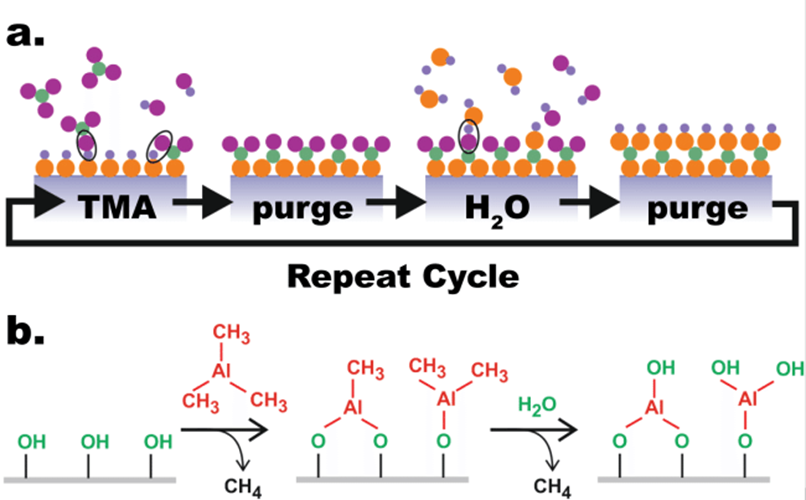 a.
TMA
purge
H₂O
purge
Repeat Cycle
b.
CH₃
Al
CH₃ CH₃
OH OH OH
CH₄
CH₃
Al
O O
CH₃ CH₃
Al
O
H₂O
CH₄
OH
Al
O O
OH OH
Al
O